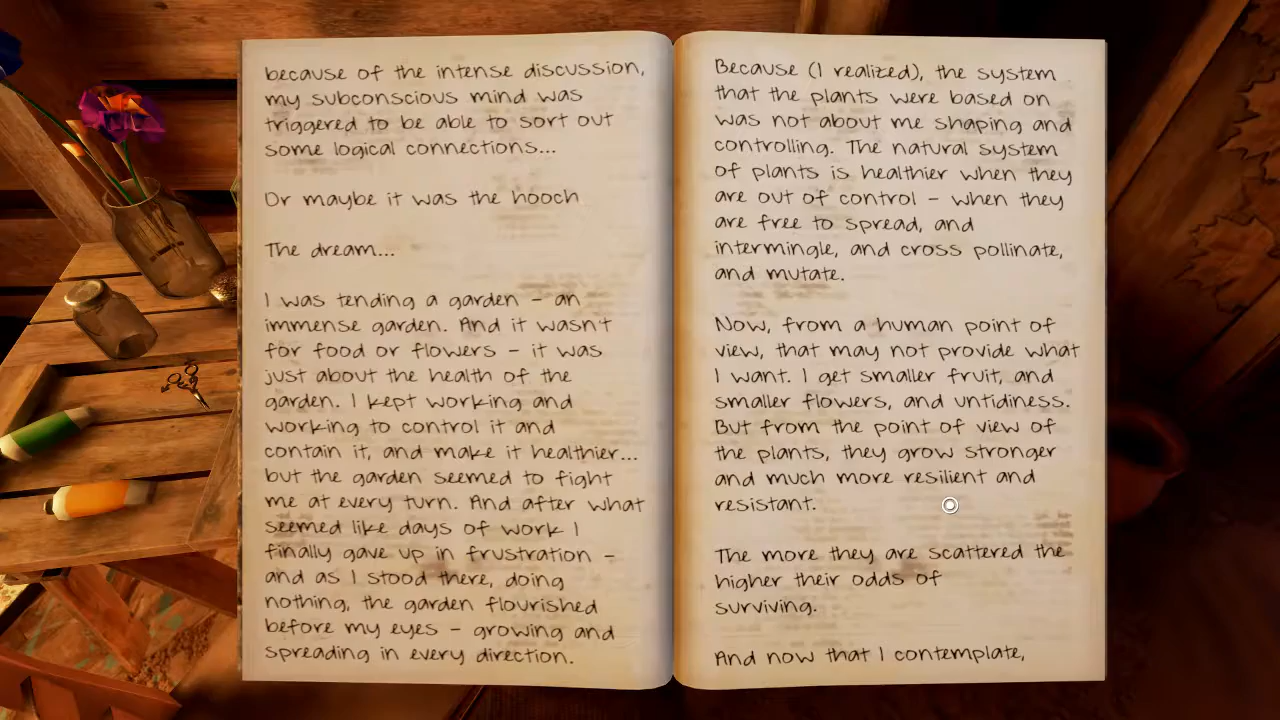 because of the intense discussion,
my subconscious mind was
triggered to be able to sort out
some logical connections...
Or maybe it was the hooch
The dream...
I was tending a garden - an
immense garden. And it wasn't
for food or flowers - it was
just about the health of the
garden. I kept working and
working to control it and
contain it, and make it healthier...
but the garden seemed to fight
me at every turn. And after what
seemed like days of work I
finally gave up in frustration -
and as I stood there, doing
nothing, the garden flourished
before my eyes - growing and
spreading in every direction.
Because (I realized), the system
that the plants were based on
was not about me shaping and
controlling. The natural system
of plants is healthier when they
are out of control - when they
are free to spread, and
intermingle, and cross pollinate,
and mutate.
Now, from a human point of
view, that may not provide what
I want. I get smaller fruit, and
smaller flowers, and untidiness.
But from the point of view of
the plants, they grow stronger
and much more resilient and
resistant.
The more they are scattered the
higher their odds of
surviving.
And now that I contemplate,